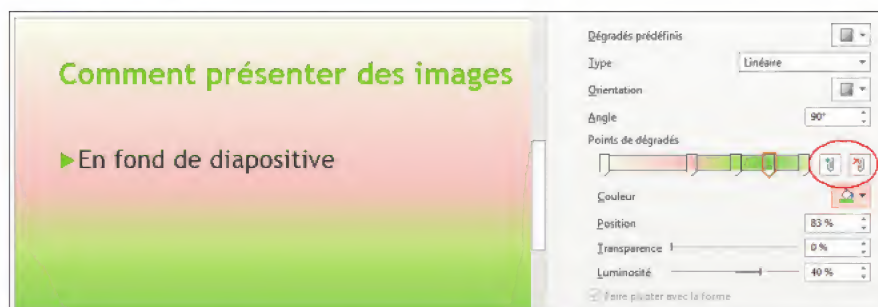 Comment présenter des images
▶En fond de diapositive
Dégradés prédéfinis
Type Linéaire
Orientation
Angle 90°
Points de dégradés
Couleur
Position 83 %
Transparence 0 %
Luminosité 40 %
Faire pivoter avec la forme